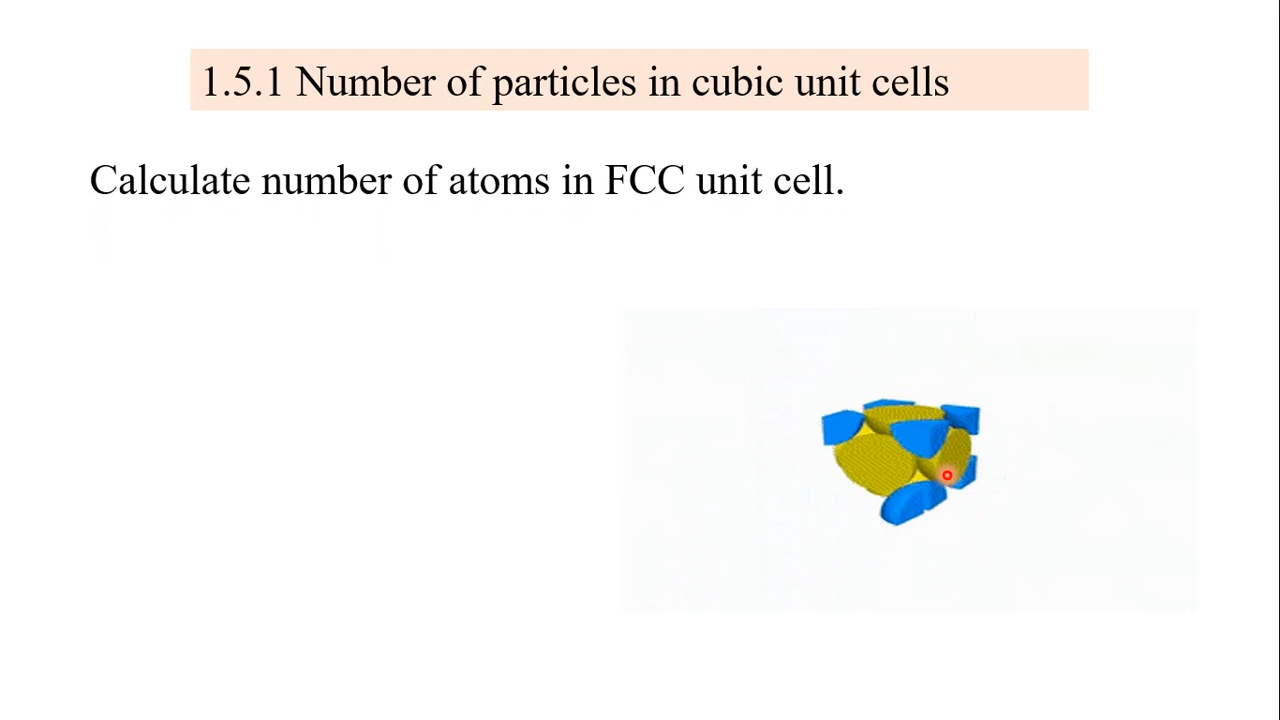 1.5.1 Number of particles in cubic unit cells
Calculate number of atoms in FCC unit cell.